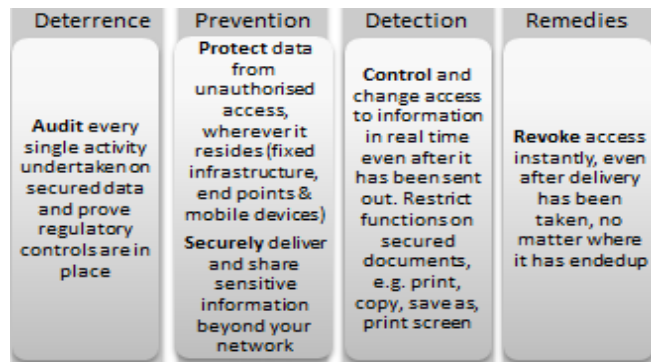 Deterrence
Audit every
single activity
undertaken on
secured data
and prove
regulatory
controls are in
place
Prevention
Protect data
from
unauthorised
access,
wherever it
resides (fixed
infrastructure,
end points &
mobile devices)
Securely deliver
and share
sensitive
information
beyond your
network
Detection
Control and
change access
to information
in real time
even after it
has been sent
out. Restrict
functions on
secured
documents,
e.g. print,
copy, save as,
print screen
Remedies
Revoke access
instantly, even
after delivery
has been
taken, no
matter where
it has endedup